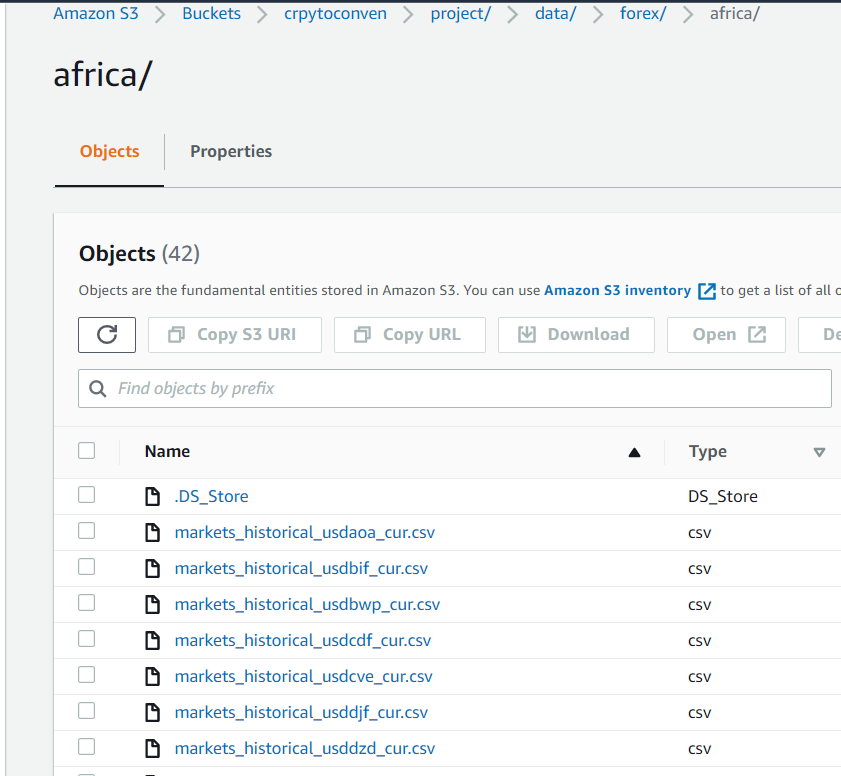 Amazon S3 > Buckets > crpytoconven > project/ > data/ > forex/ > africa/
africa/
Objects Properties
Objects (42)
Objects are the fundamental entities stored in Amazon S3. You can use Amazon S3 inventory to get a list of all
Copy S3 URI Copy URL Download Open De
Find objects by prefix
Name Type
.DS_Store DS_Store
markets_historical_usdaoa_cur.csv csv
markets_historical_usdbif_cur.csv csv
markets_historical_usdbwp_cur.csv csv
markets_historical_usdcdf_cur.csv csv
markets_historical_usdcve_cur.csv csv
markets_historical_usddjf_cur.csv csv
markets_historical_usddzd_cur.csv csv